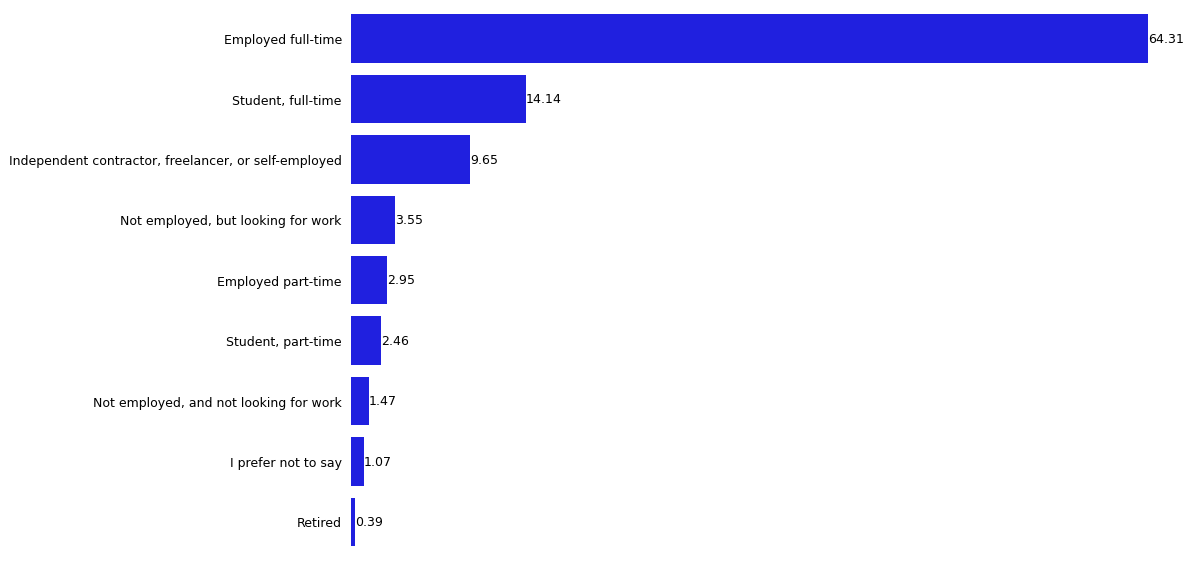 Employed full-time 64.31
Student, full-time 14.14
Independent contractor, freelancer, or self-employed 9.65
Not employed, but looking for work 3.55
Employed part-time 2.95
Student, part-time 2.46
Not employed, and not looking for work 1.47
I prefer not to say 1.07
Retired 0.39